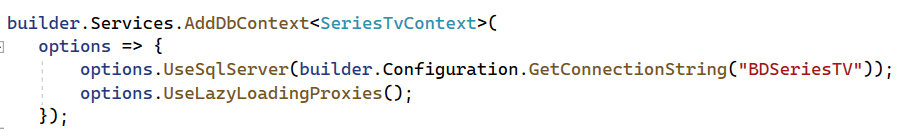 builder.Services.AddDbContext<SeriesTvContext>(
options => {
options.UseSqlServer(builder.Configuration.GetConnectionString("BDSeriesTV"));
options.UseLazyLoadingProxies();
});